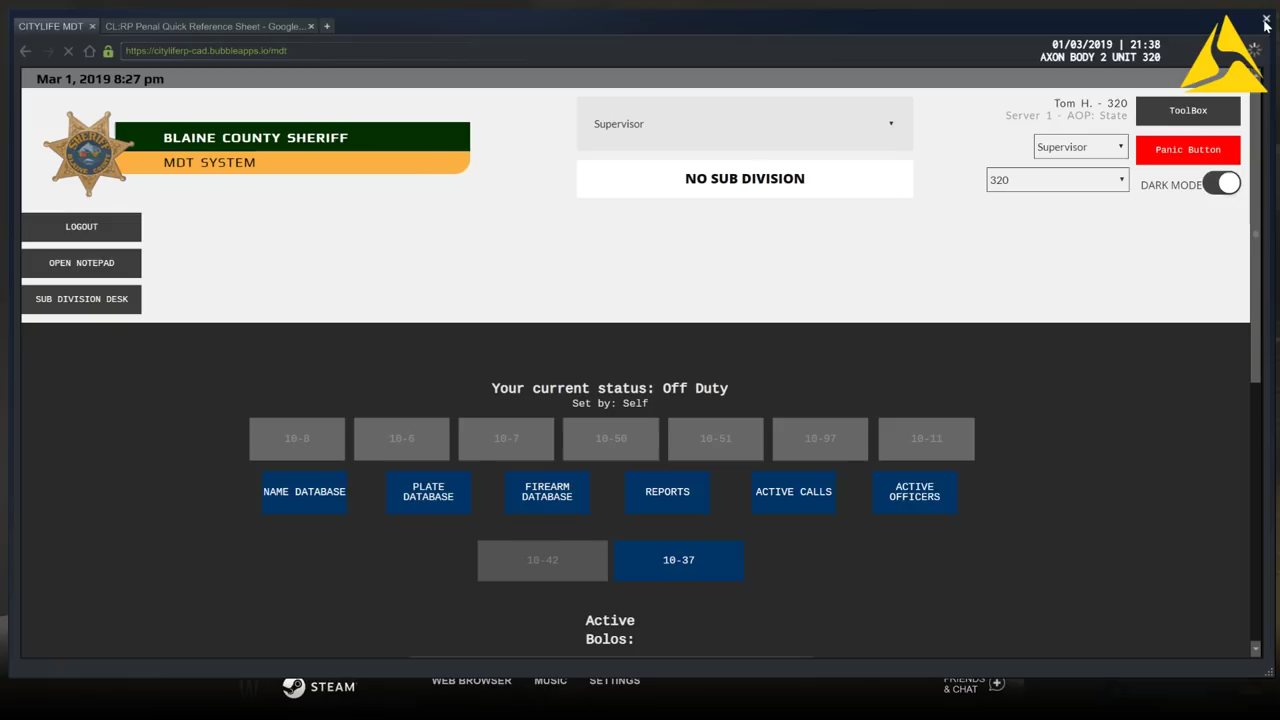 CITYLIFE MDT
CL:RP Penal Quick Reference Sheet - Google...
https://cityliferp-cad.bubbleapps.io/mdt
01/03/2019 | 21:38
AXON BODY 2 UNIT 320
Mar 1, 2019 8:27 pm
BLAINE COUNTY SHERIFF
MDT SYSTEM
Supervisor
NO SUB DIVISION
Tom H. - 320
Server 1 - AOP: State
ToolBox
Supervisor
Panic Button
320
DARK MODE
LOGOUT
OPEN NOTEPAD
SUB DIVISION DESK
Your current status: Off Duty
Set by: Self
10-8
10-6
10-7
10-50
10-51
10-97
10-11
NAME DATABASE
PLATE
DATABASE
FIREARM
DATABASE
REPORTS
ACTIVE CALLS
ACTIVE
OFFICERS
10-42
10-37
Active
Bolos:
STEAM
WEB BROWSER
MUSIC
SETTINGS
FRIENDS
& CHAT